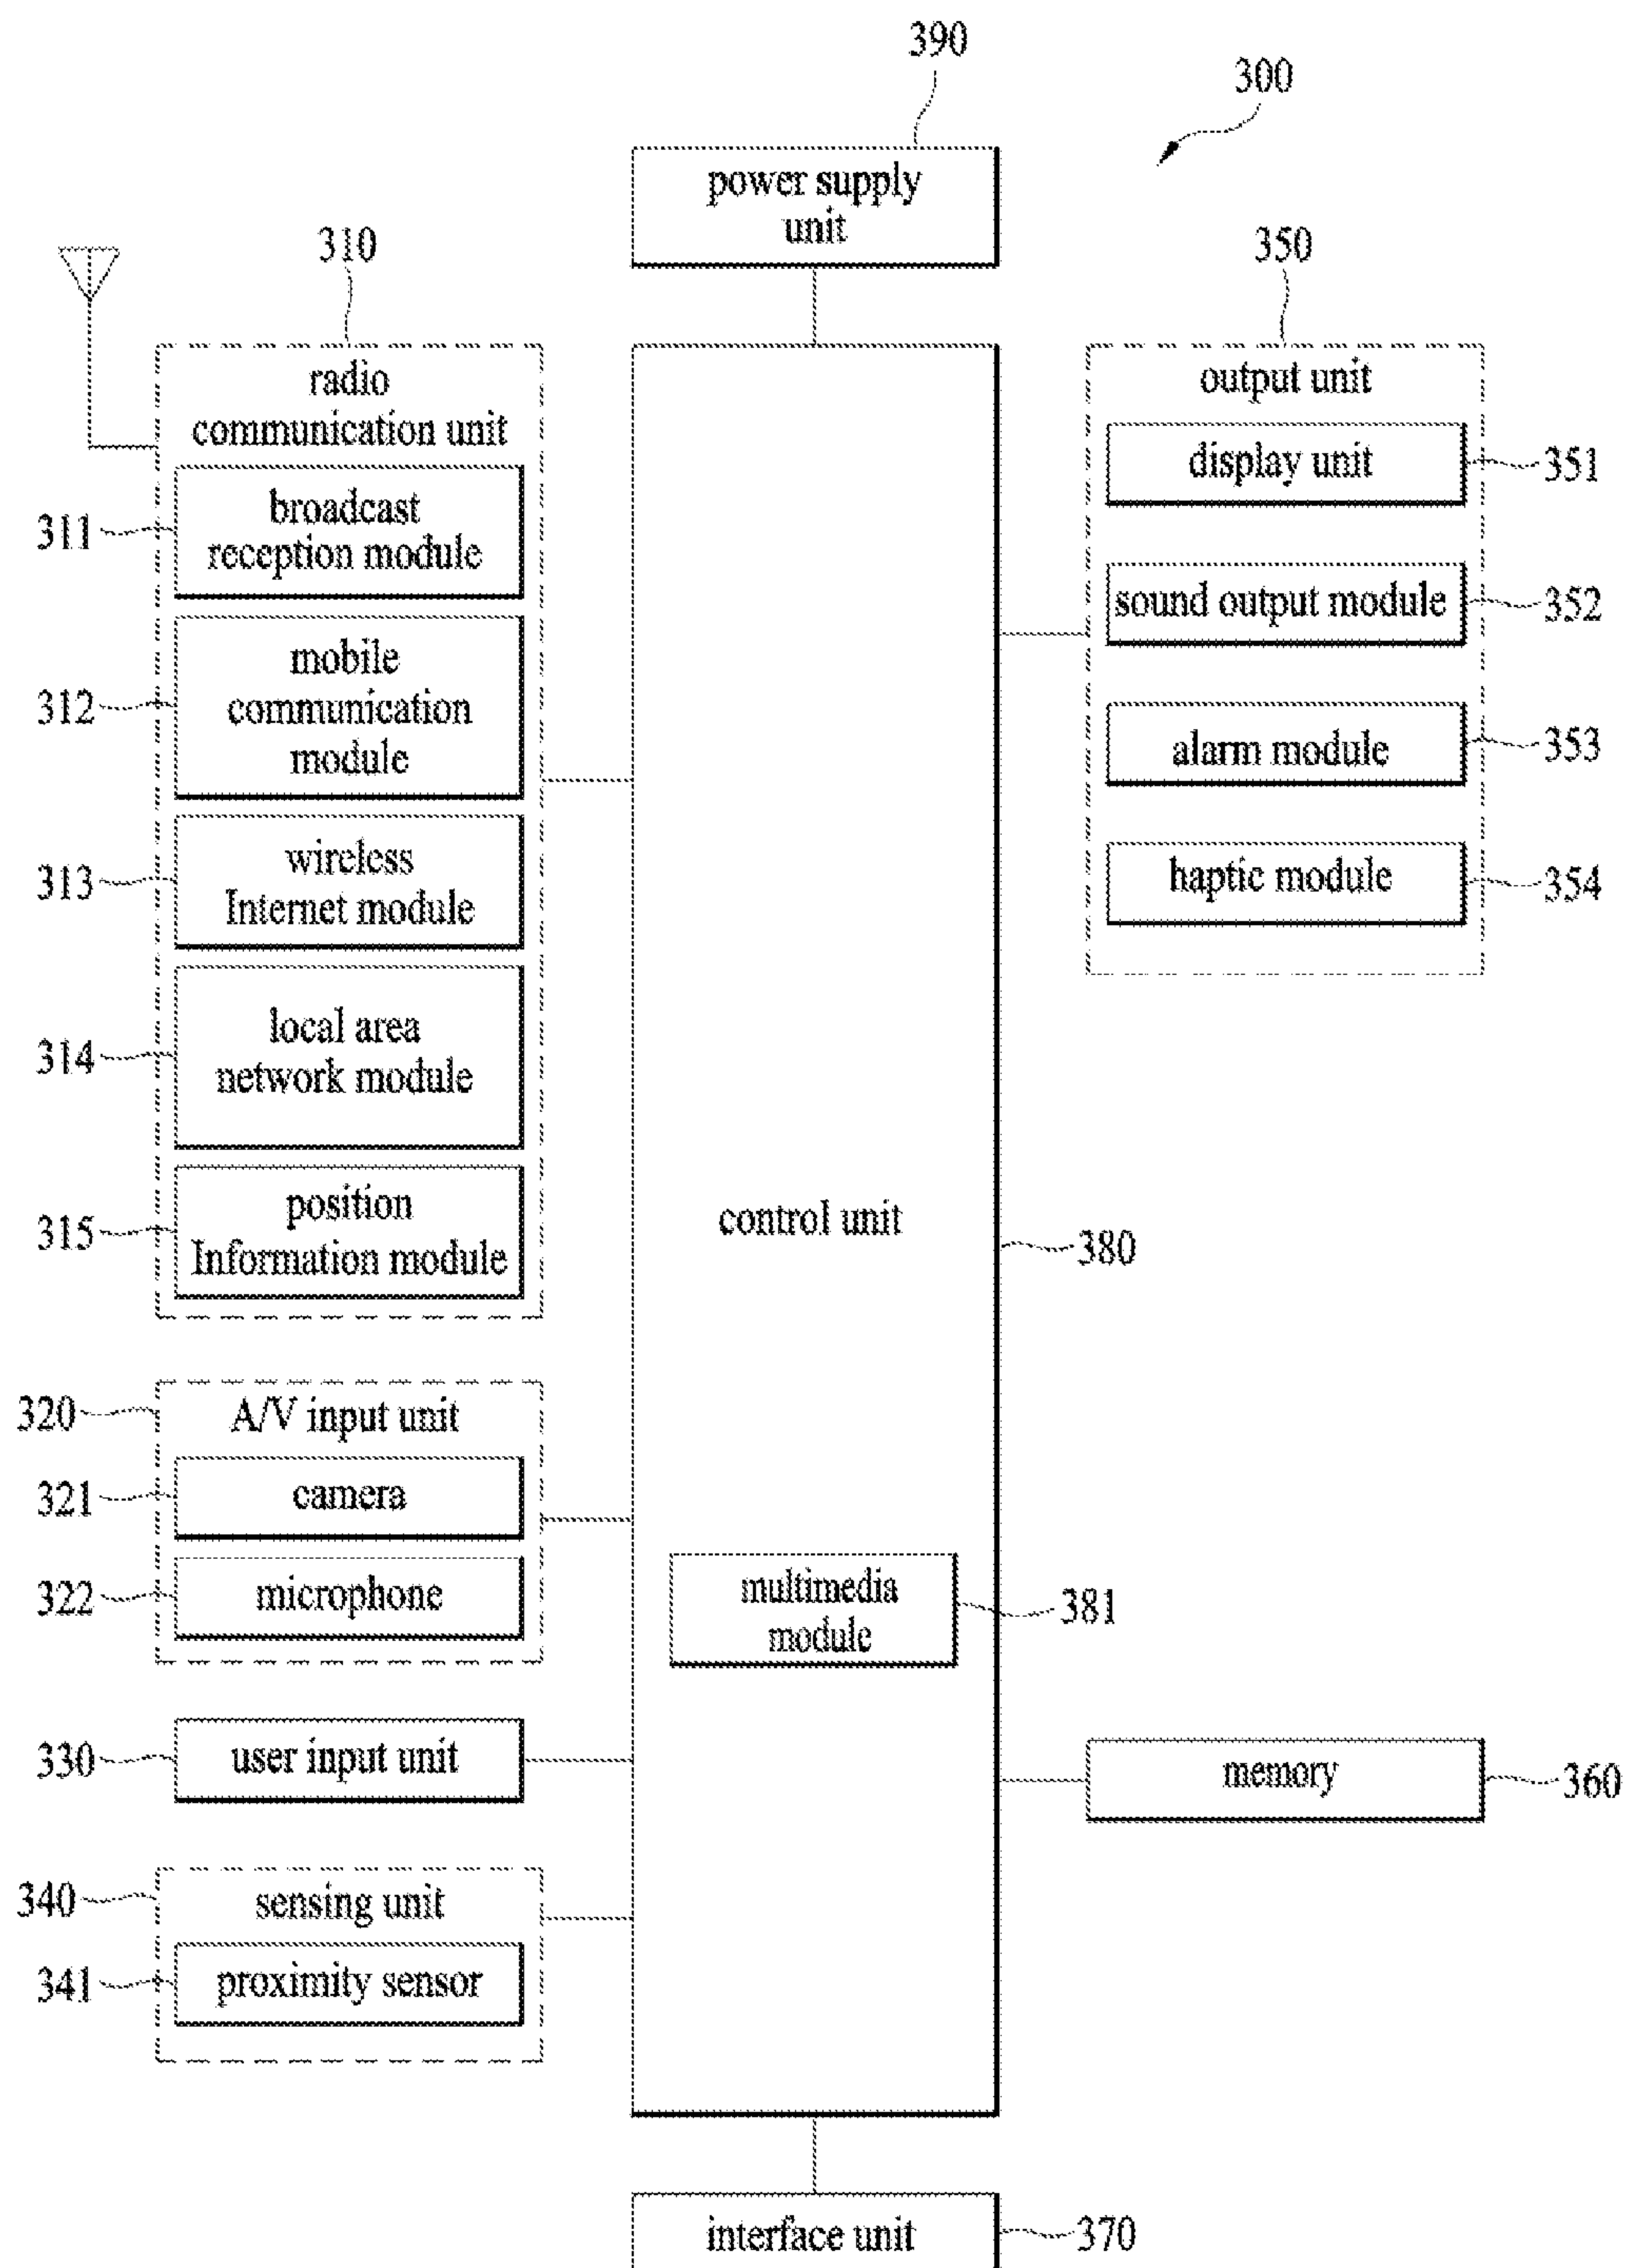 390
300
power supply
unit
310
350
radio
communication unit
311
broadcast
reception module
312
mobile
communication
module
313
wireless
Internet module
314
local area
network module
315
position
Information module
output unit
display unit
351
sound output module
352
alarm module
353
haptic module
354
control unit
380
320
A/V input unit
321
camera
322
microphone
multimedia
module
381
330
user input unit
memory
360
340
sensing unit
341
proximity sensor
interface unit
370